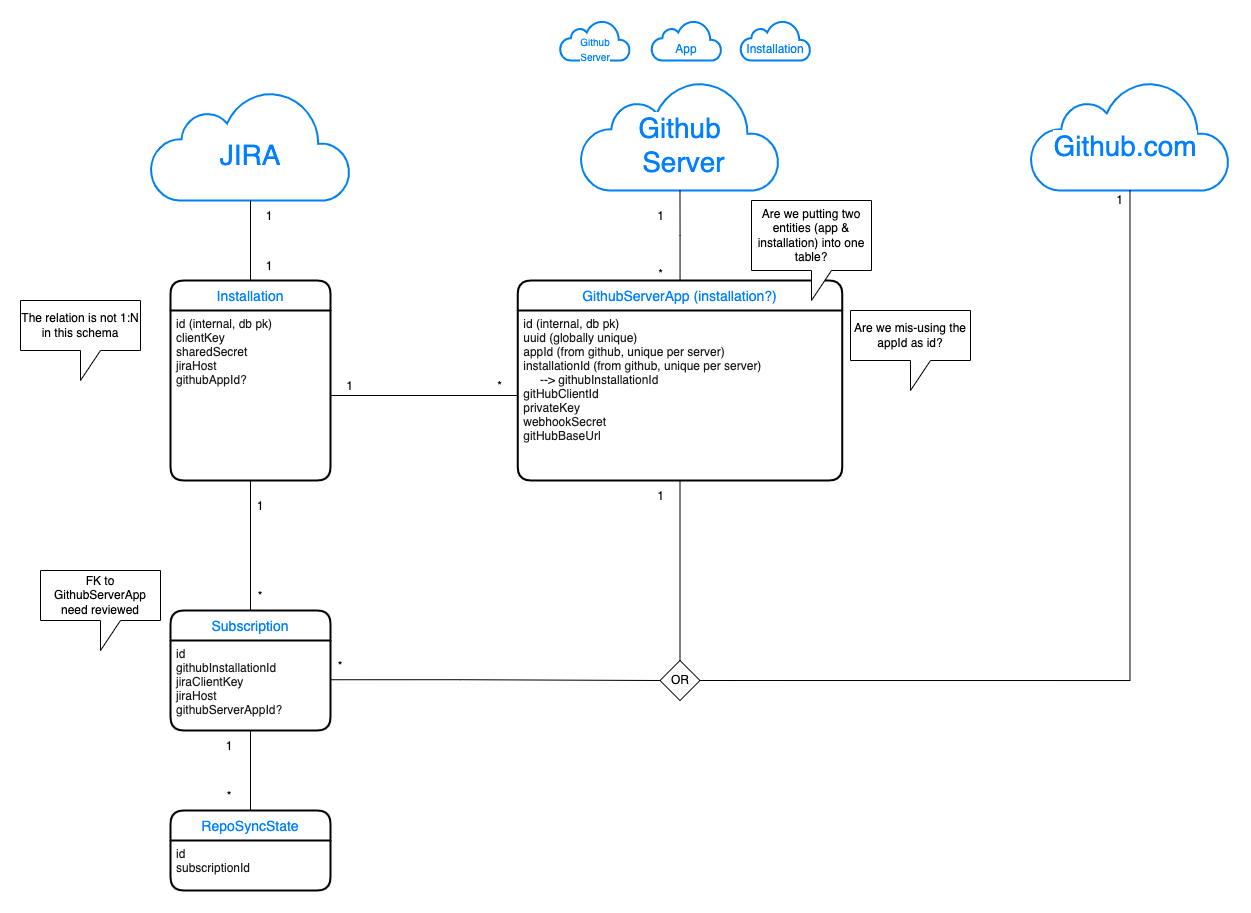 Github
Server
App
Installation
JIRA
Github
Server
Github.com
1
1
1
*
1
Are we putting two
entities (app &
installation) into one
table?
The relation is not 1:N
in this schema
Installation
id (internal, db pk)
clientKey
sharedSecret
jiraHost
githubAppId?
1
*
GithubServerApp (installation?)
id (internal, db pk)
uuid (globally unique)
appId (from github, unique per server)
installationId (from github, unique per server)
--> githubInstallationId
gitHubClientId
privateKey
webhookSecret
gitHubBaseUrl
Are we mis-using the
appId as id?
1
*
1
FK to
GithubServerApp
need reviewed
Subscription
id
githubInstallationId
jiraClientKey
jiraHost
githubServerAppId?
*
OR
1
*
RepoSyncState
id
subscriptionId